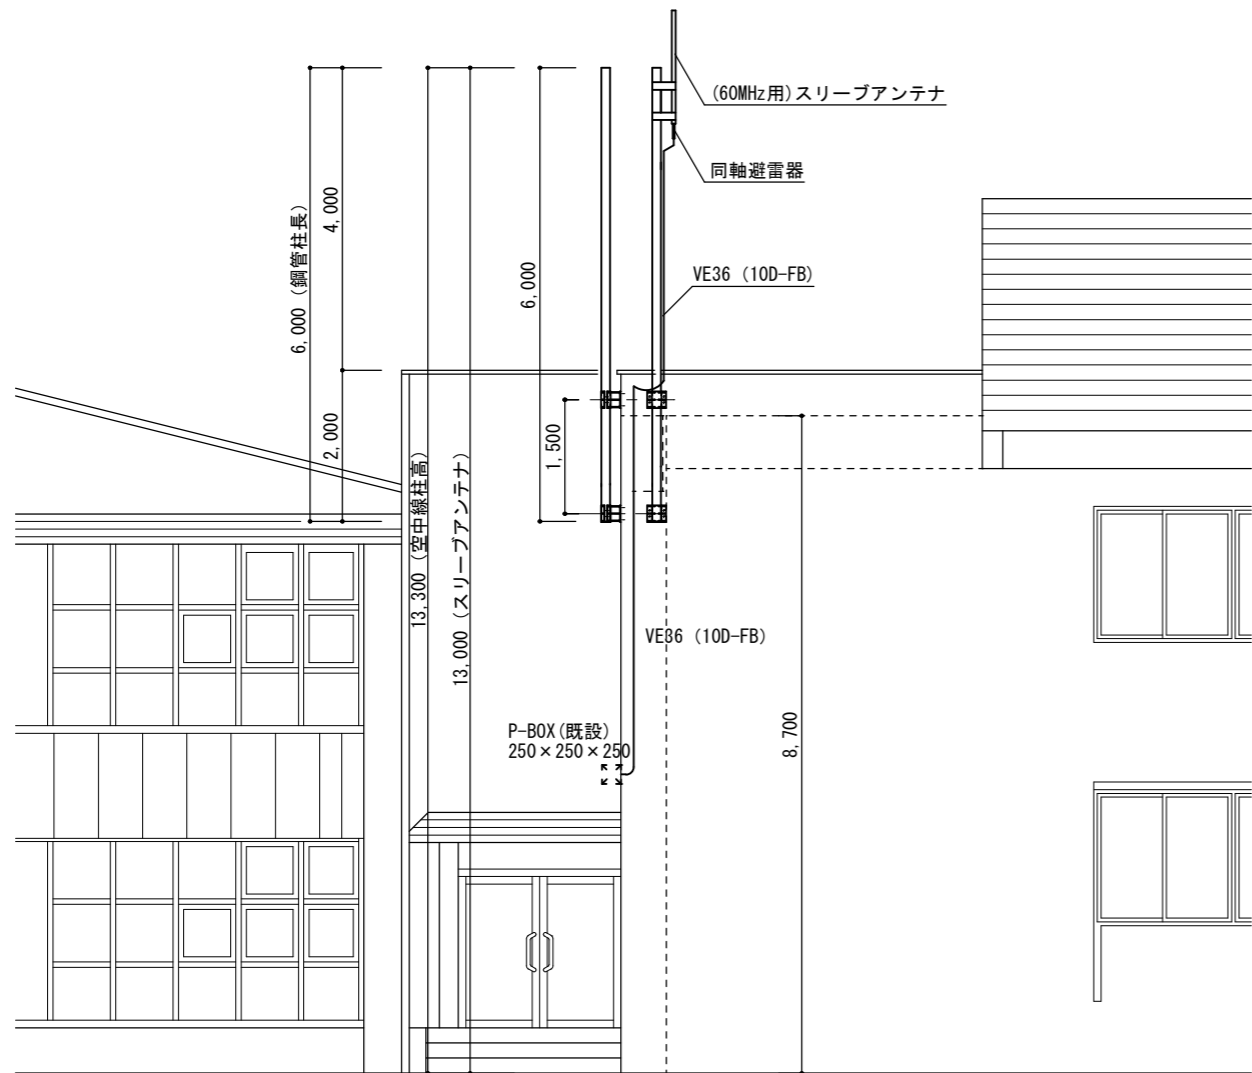 (60MHz用)スリーブアンテナ
同軸避雷器
6,000 (鋼管柱長)
4,000
6,000
VE36 (10D-FB)
2,000
1,500
13,300 (空中線柱高)
13,000 (スリーブアンテナ)
VE36 (10D-FB)
P-BOX(既設)
250×250×250
8,700